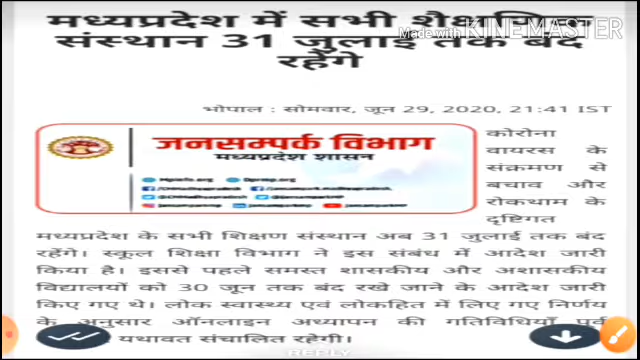 मध्यप्रदेश में सभी शैक्षणिक
संस्थान 31 जुलाई तक बंद
रहेंगे
Made with KINEMASTER
भोपाल : सोमवार, जून 29, 2020, 21:41 IST
जनसम्पर्क विभाग
मध्यप्रदेश शासन
कोरोना
वायरस के
संक्रमण से
बचाव और
रोकथाम के
दृष्टिगत
मध्यप्रदेश के सभी शिक्षण संस्थान अब 31 जुलाई तक बंद
रहेंगे। स्कूल शिक्षा विभाग ने इस संबंध में आदेश जारी
किया है। इससे पहले समस्त शासकीय और अशासकीय
विद्यालयों को 30 जून तक बंद रखे जाने के आदेश जारी
किए गए थे। लोक स्वास्थ्य एवं लोकहित में लिए गए निर्णय
के अनुसार ऑनलाइन अध्यापन की गतिविधियाँ पूर्व
यथावत संचालित रहेगी।
REPLY